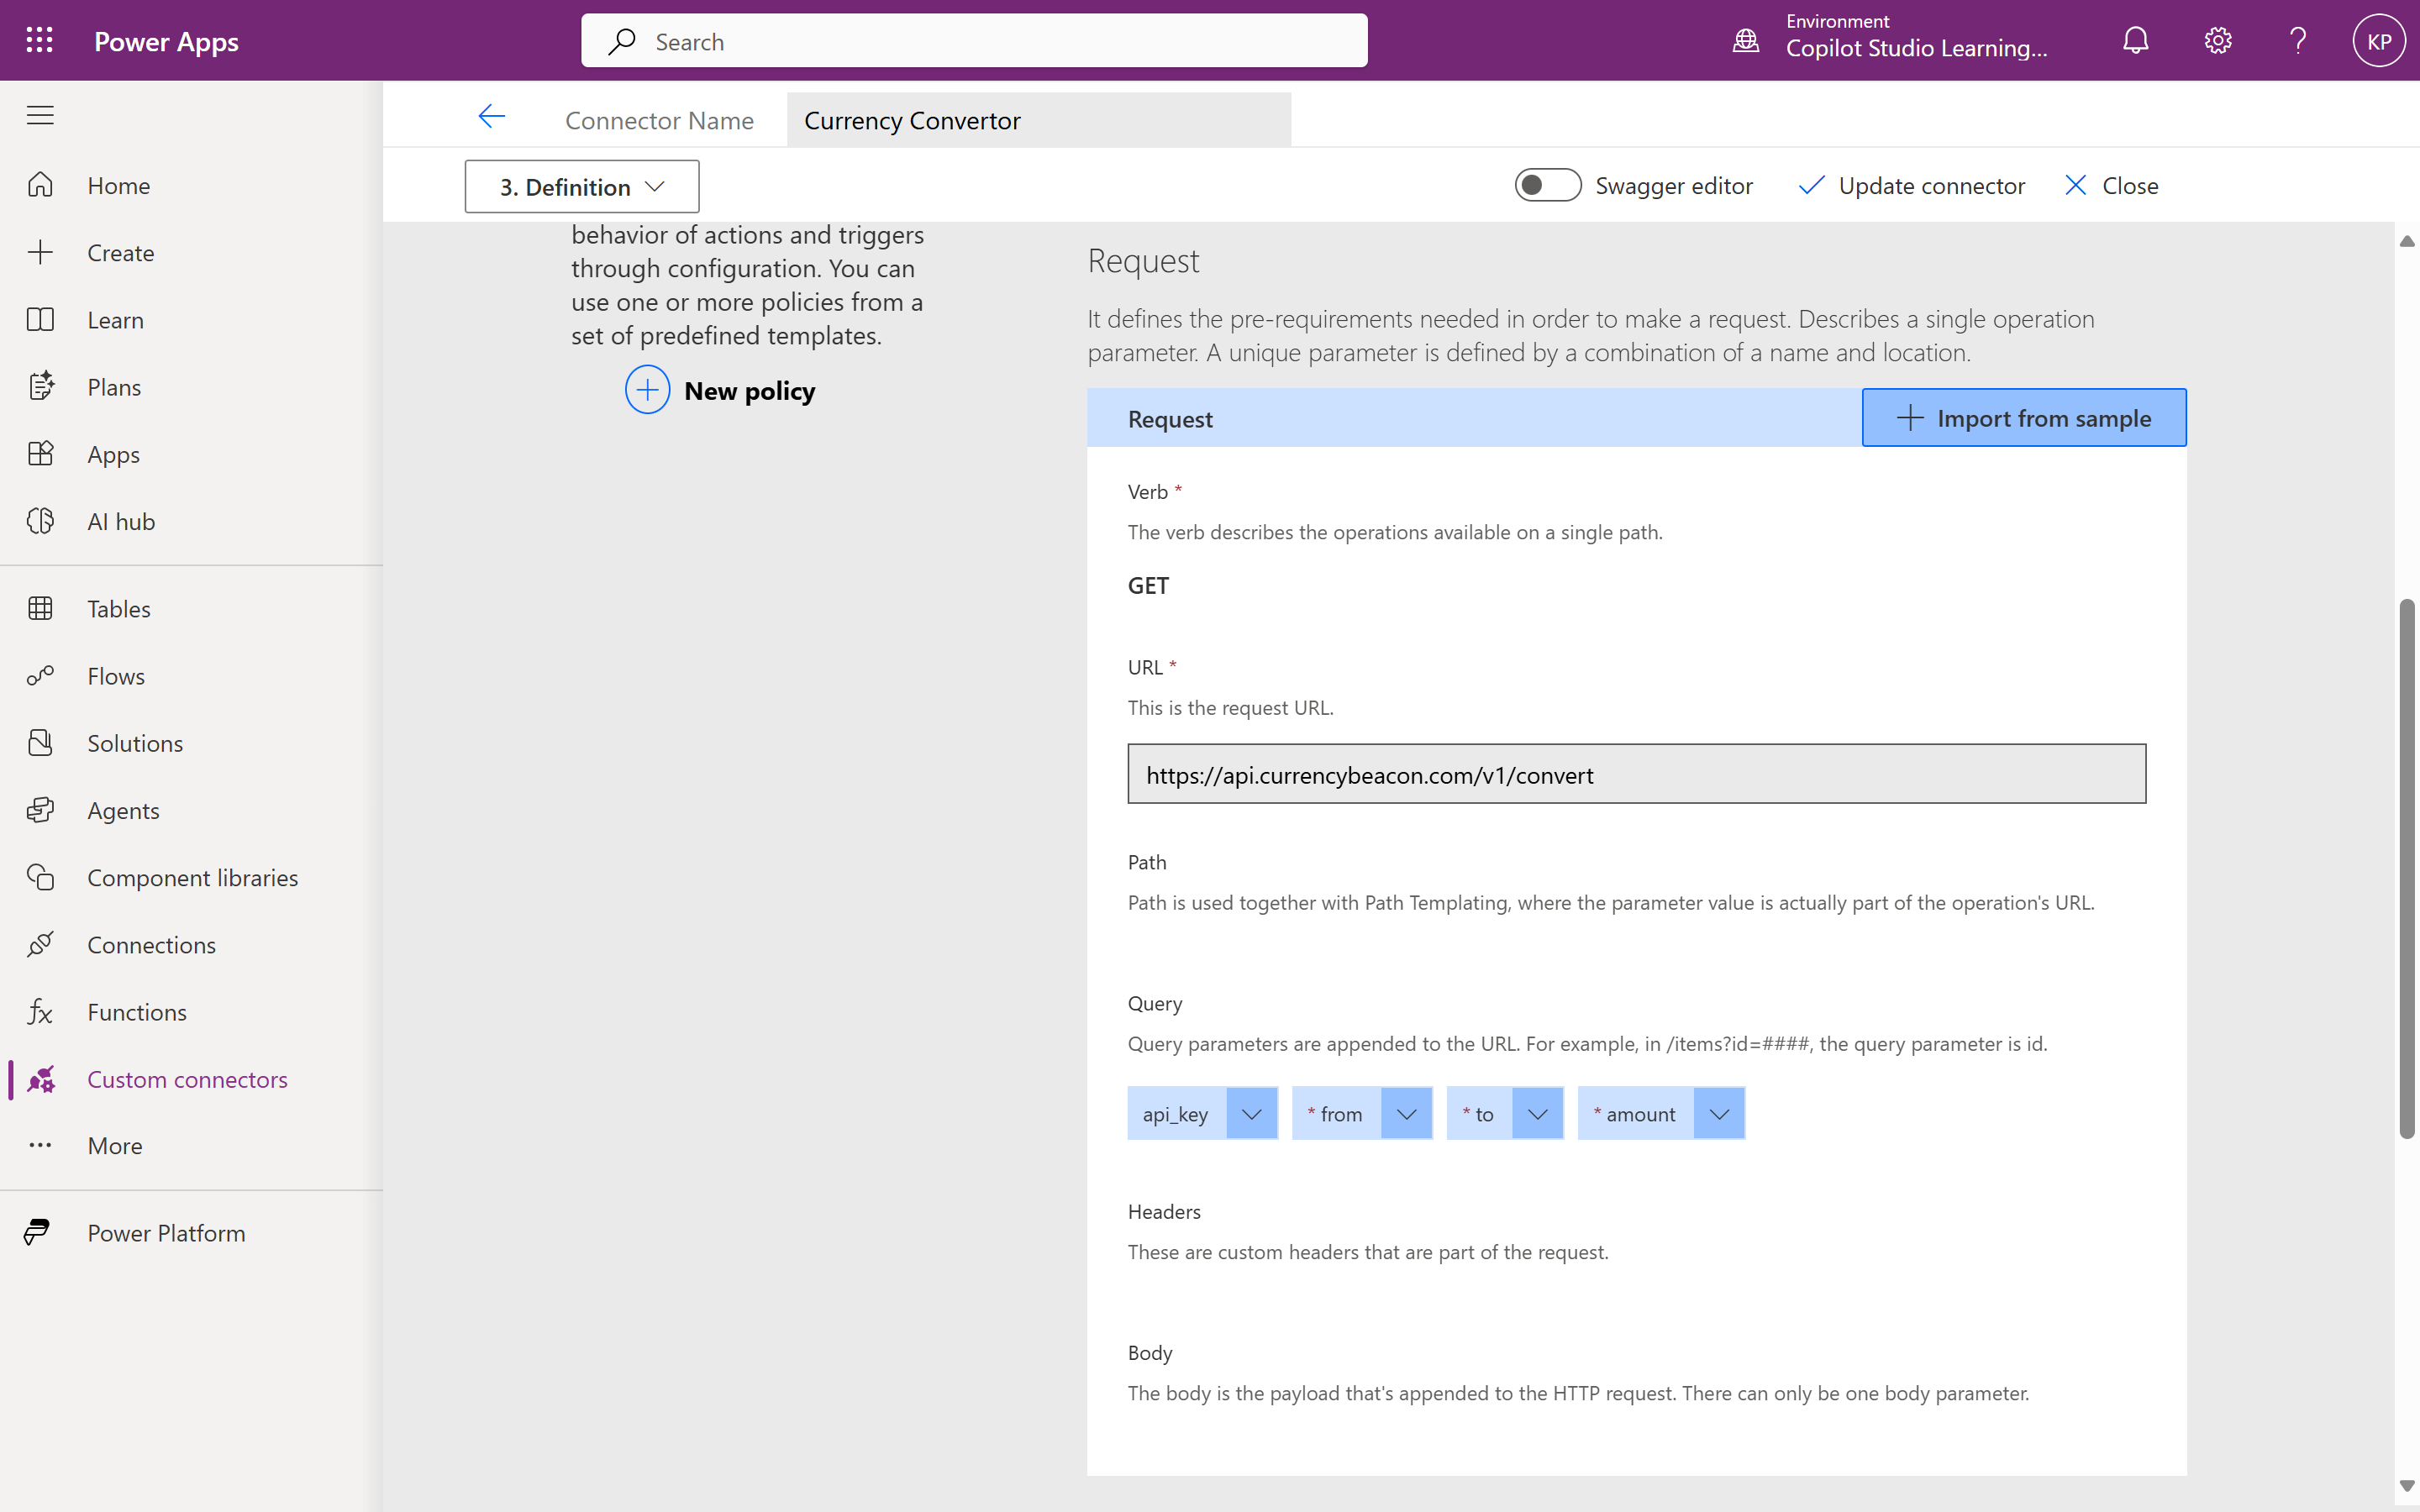 Power Apps
Search
Environment
Copilot Studio Learning...
KP
Connector Name
Currency Convertor
3. Definition
Swagger editor
Update connector
Close
Home
Create
Learn
Plans
Apps
AI hub
Tables
Flows
Solutions
Agents
Component libraries
Connections
Functions
Custom connectors
More
Power Platform
behavior of actions and triggers
through configuration. You can
use one or more policies from a
set of predefined templates.
New policy
Request
It defines the pre-requirements needed in order to make a request. Describes a single operation
parameter. A unique parameter is defined by a combination of a name and location.
Request
Import from sample
Verb *
The verb describes the operations available on a single path.
GET
URL *
This is the request URL.
https://api.currencybeacon.com/v1/convert
Path
Path is used together with Path Templating, where the parameter value is actually part of the operation's URL.
Query
Query parameters are appended to the URL. For example, in /items?id=####, the query parameter is id.
api_key * from * to * amount
Headers
These are custom headers that are part of the request.
Body
The body is the payload that's appended to the HTTP request. There can only be one body parameter.